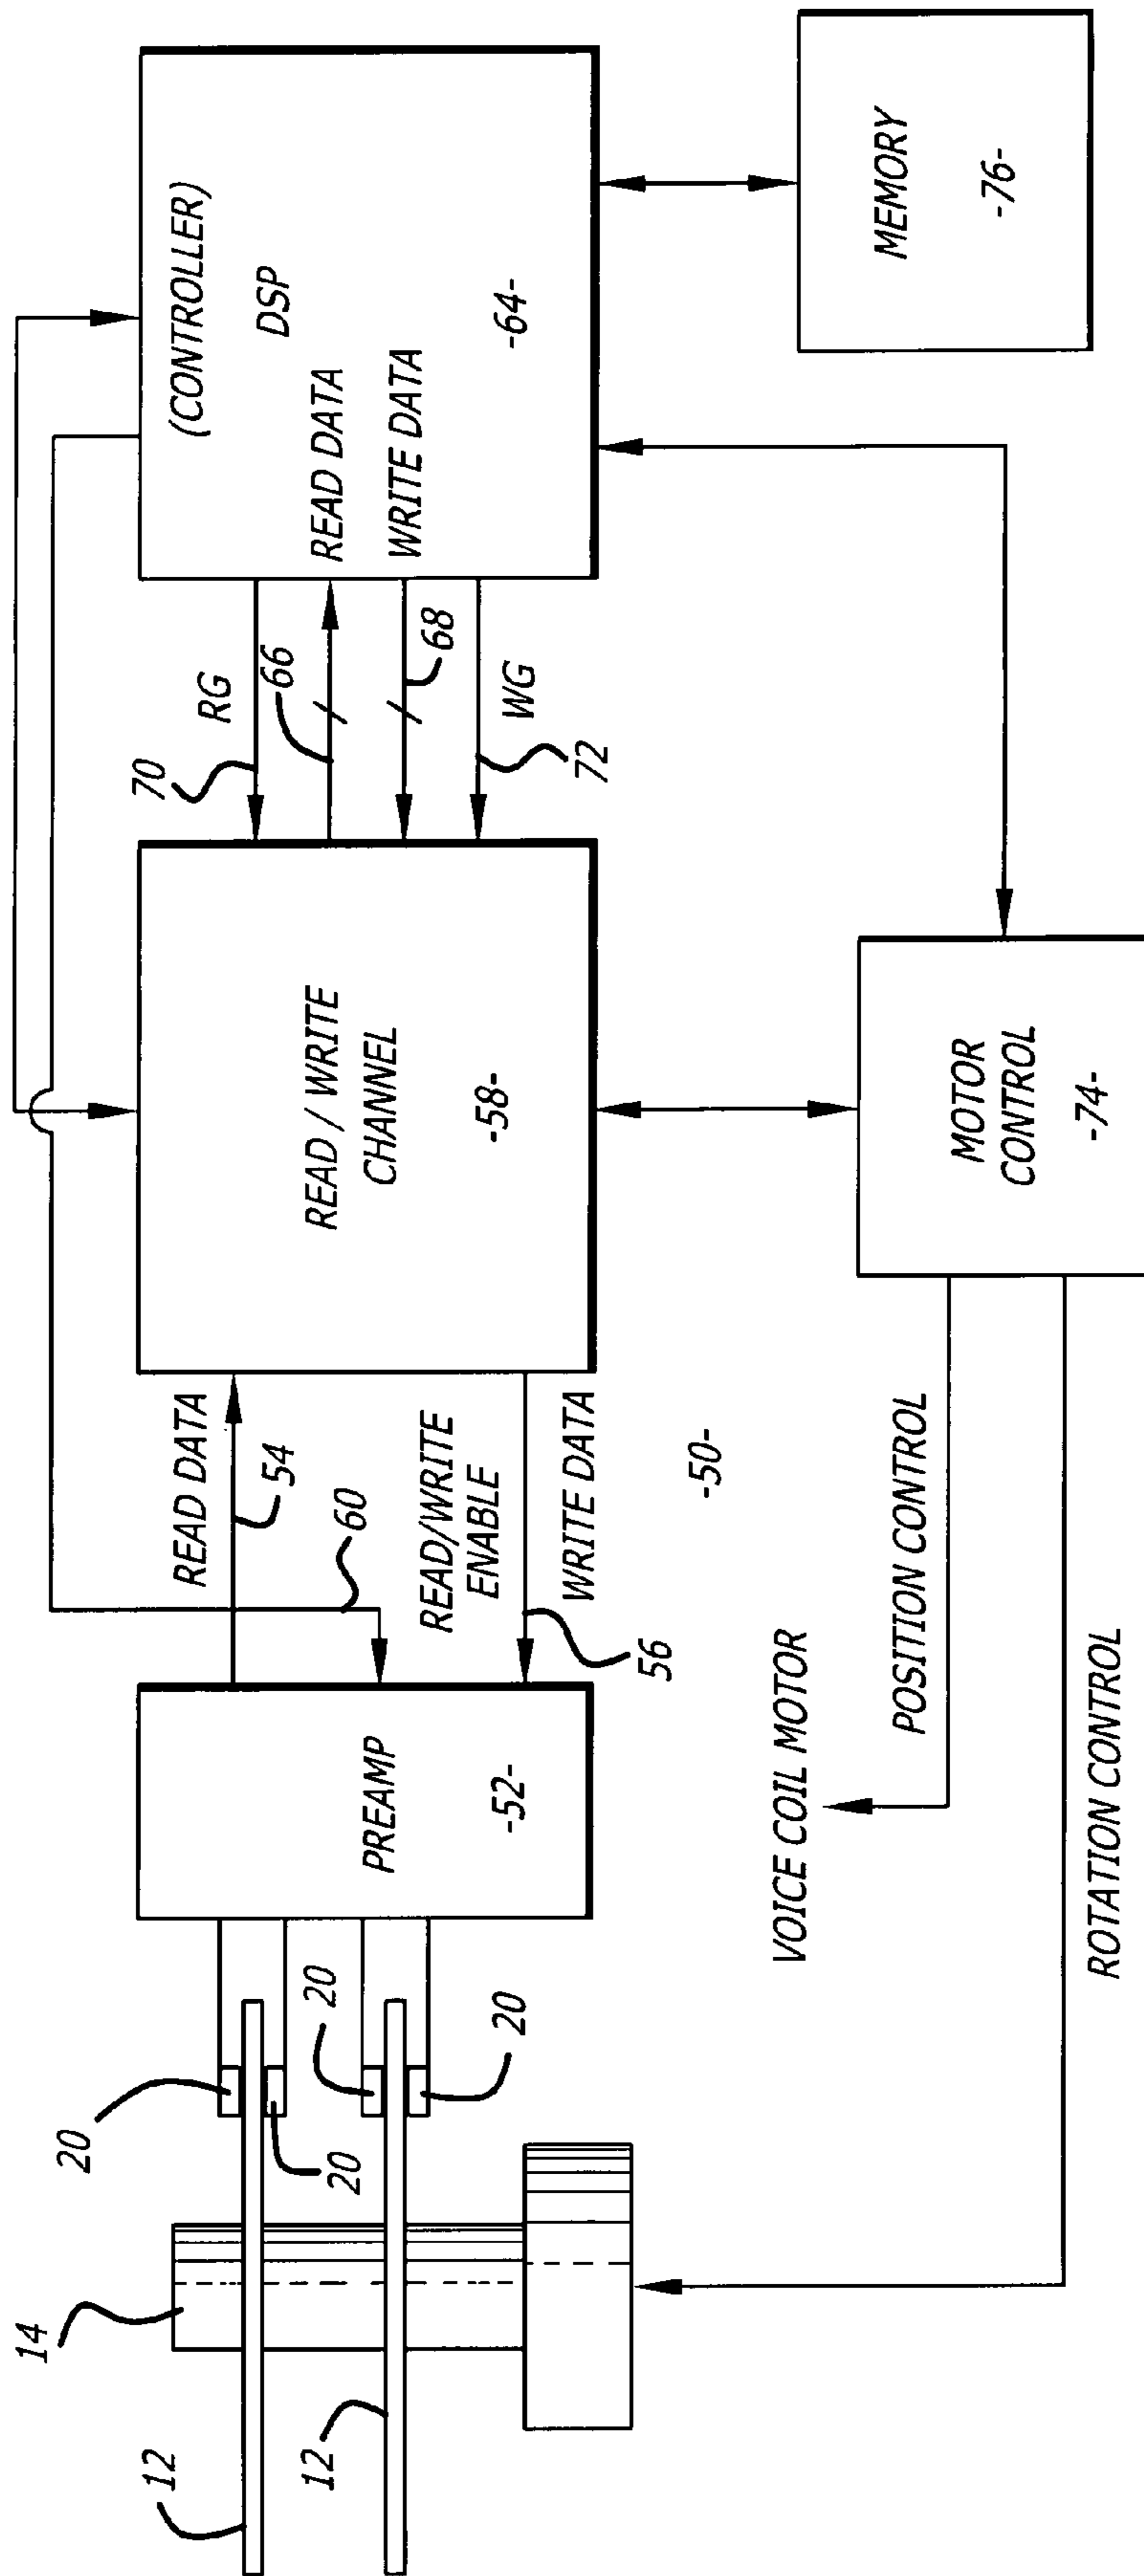 12
12
14
20
20
20
20
PREAMP
-52-
READ DATA
54
60
READ/WRITE
ENABLE
WRITE DATA
56
READ / WRITE
CHANNEL
-58-
70
RG
66
68
WG
72
(CONTROLLER)
DSP
READ DATA
WRITE DATA
-64-
-50-
VOICE COIL MOTOR
POSITION CONTROL
ROTATION CONTROL
MOTOR
CONTROL
-74-
MEMORY
-76-